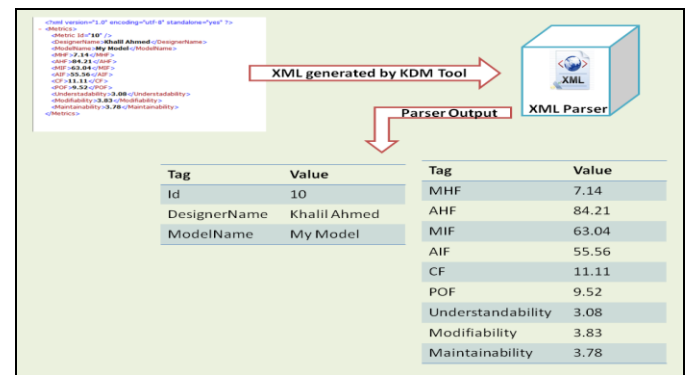 <?xml version="1.0" encoding="utf-8" standalone="yes" ?>
- <Metrics>
<Metric Id="10" />
<DesignerName>Khalil Ahmed</DesignerName>
<ModelName>My Model</ModelName>
<MHF>7.14</MHF>
<AHF>84.21</AHF>
<MIF>63.04</MIF>
<AIF>55.56</AIF>
<CF>11.11</CF>
<POF>9.52</POF>
<Understadability>3.08</Understadability>
<Modifiability>3.83</Modifiability>
<Maintainability>3.78</Maintainability>
</Metrics>
XML generated by KDM Tool
XML
XML Parser
Parser Output
Tag Value
Id 10
DesignerName Khalil Ahmed
ModelName My Model
Tag Value
MHF 7.14
AHF 84.21
MIF 63.04
AIF 55.56
CF 11.11
POF 9.52
Understandability 3.08
Modifiability 3.83
Maintainability 3.78